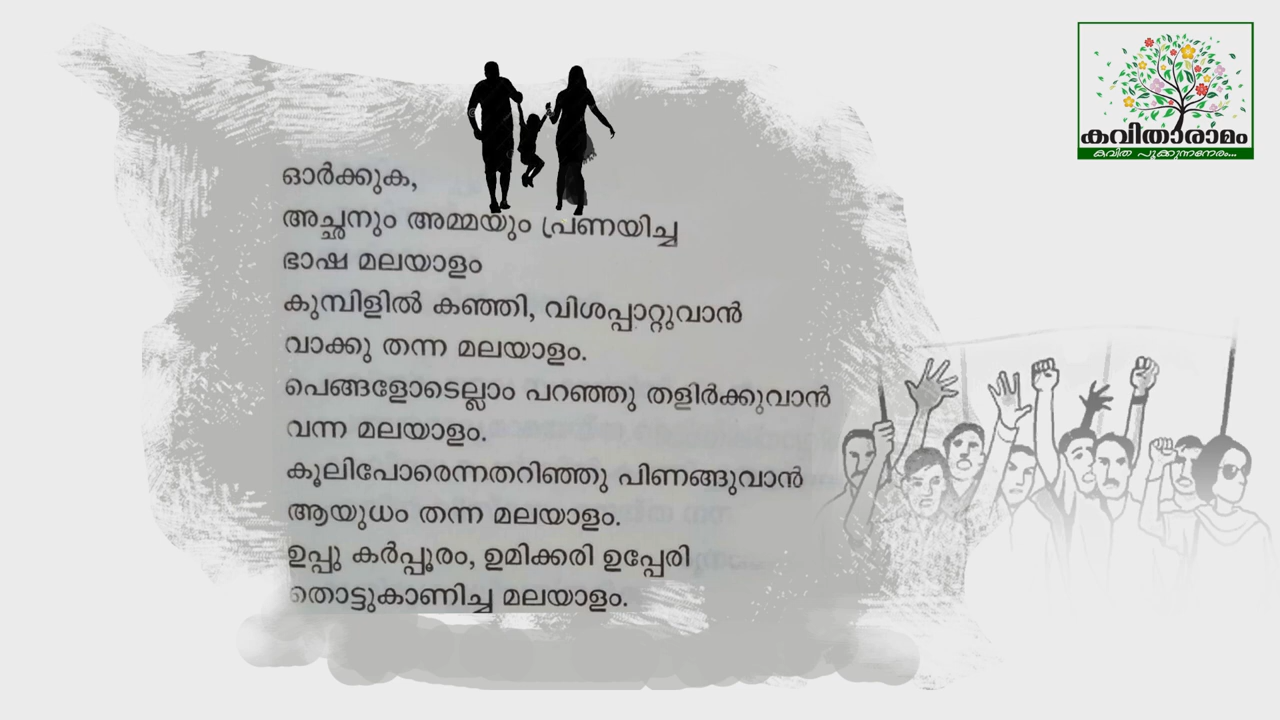 കവിതാരാമം
കവിത പൂക്കുന്നനേരം...
ഓർക്കുക,
അച്ഛനും അമ്മയും പ്രണയിച്ച
ഭാഷ മലയാളം
കുമ്പിളിൽ കഞ്ഞി, വിശപ്പാറ്റുവാൻ
വാക്കു തന്ന മലയാളം.
പെങ്ങളോടെല്ലാം പറഞ്ഞു തളിർക്കുവാൻ
വന്ന മലയാളം.
കൂലിപോരെന്നതറിഞ്ഞു പിണങ്ങുവാൻ
ആയുധം തന്ന മലയാളം.
ഉപ്പു കർപ്പൂരം, ഉമിക്കരി ഉപ്പേരി
തൊട്ടുകാണിച്ച മലയാളം.